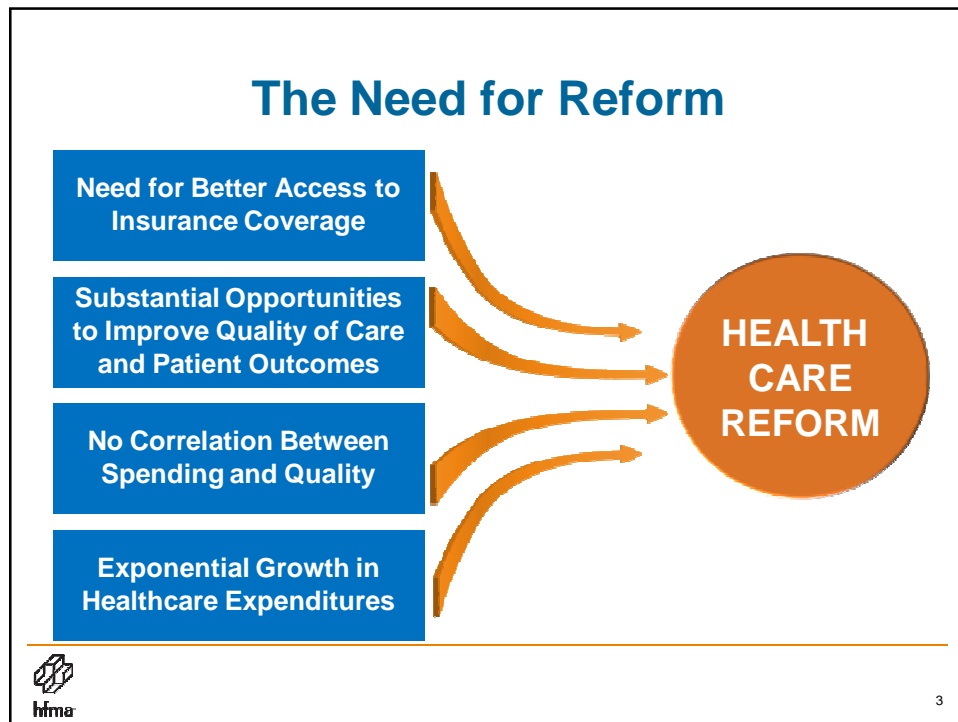 The Need for Reform
Need for Better Access to
Insurance Coverage
Substantial Opportunities
to Improve Quality of Care
and Patient Outcomes
No Correlation Between
Spending and Quality
Exponential Growth in
Healthcare Expenditures
HEALTH
CARE
REFORM
hfma
3